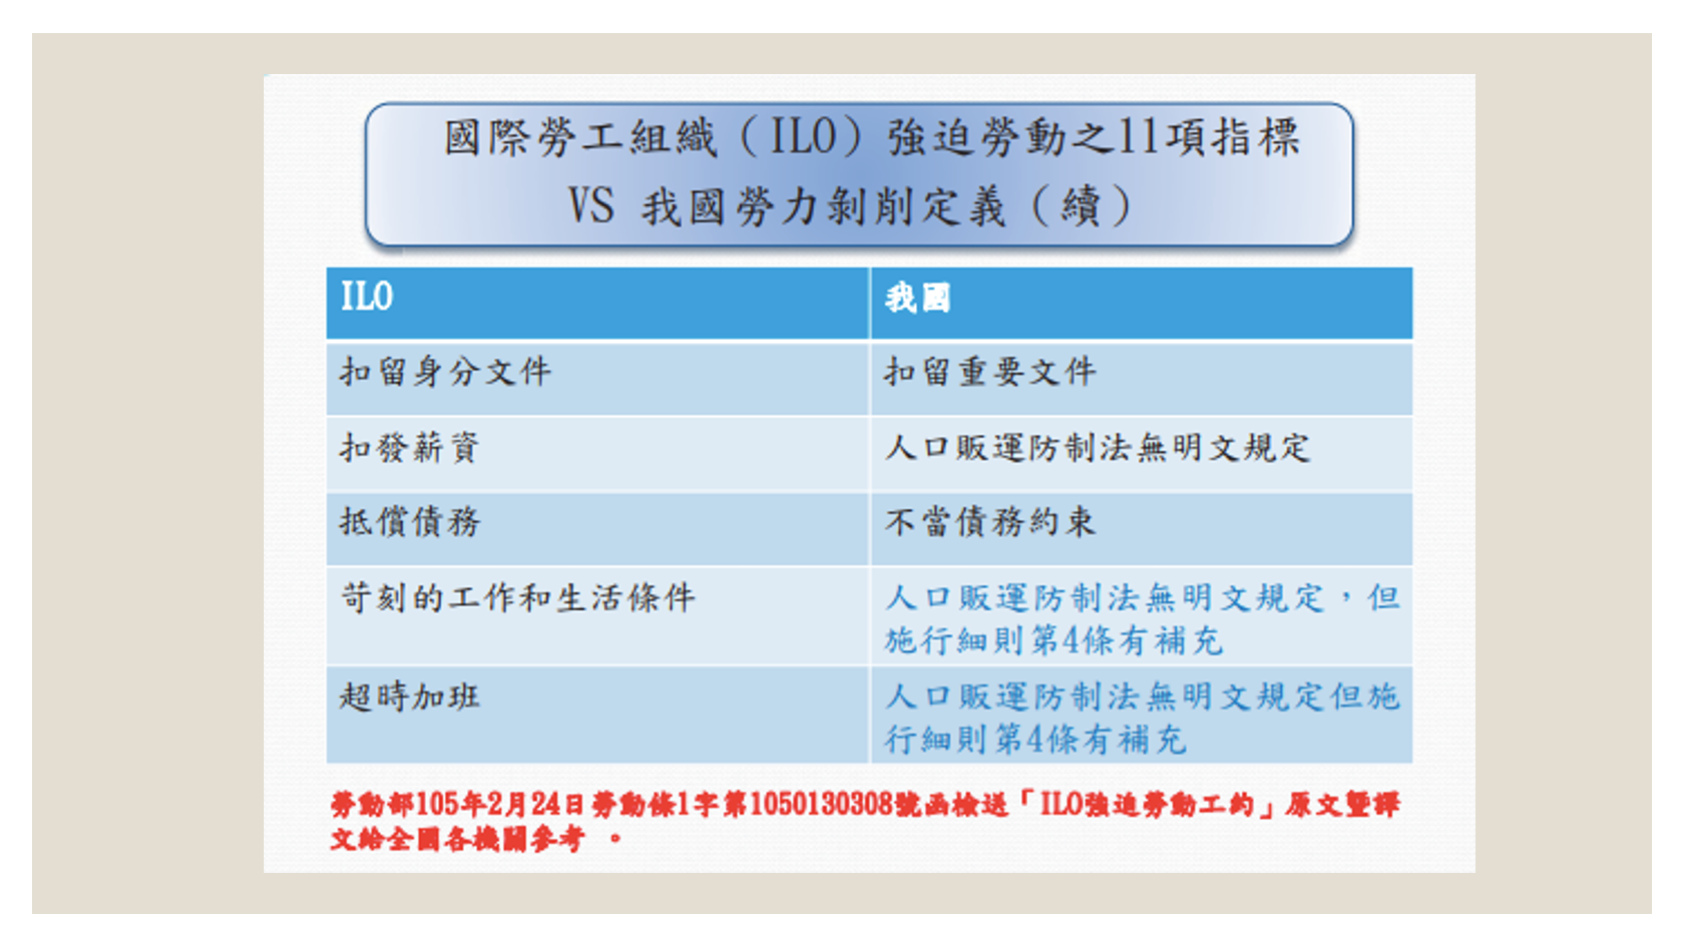 國際勞工組織（ILO）強迫勞動之11項指標
VS 我國勞力剝削定義（續）
ILO
我國
扣留身分文件
扣留重要文件
扣發薪資
人口販運防制法無明文規定
抵償債務
不當債務約束
苛刻的工作和生活條件
人口販運防制法無明文規定，但
施行細則第4條有補充
超時加班
人口販運防制法無明文規定但施
行細則第4條有補充
勞動部105年2月24日勞動條1字第1050130308號函檢送「ILO強迫勞動工約」原文暨譯
文給全國各機關參考 。